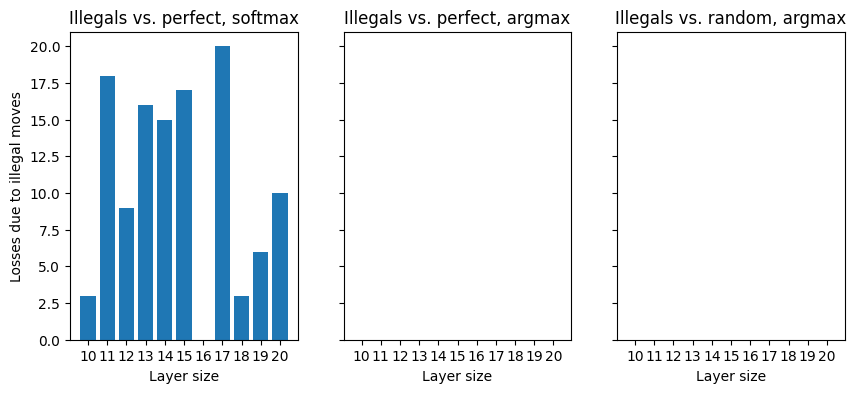 Illegals vs. perfect, softmax
Illegals vs. perfect, argmax
Illegals vs. random, argmax
Losses due to illegal moves
20.0
17.5
15.0
12.5
10.0
7.5
5.0
2.5
0.0
10 11 12 13 14 15 16 17 18 19 20
Layer size
10 11 12 13 14 15 16 17 18 19 20
Layer size
10 11 12 13 14 15 16 17 18 19 20
Layer size